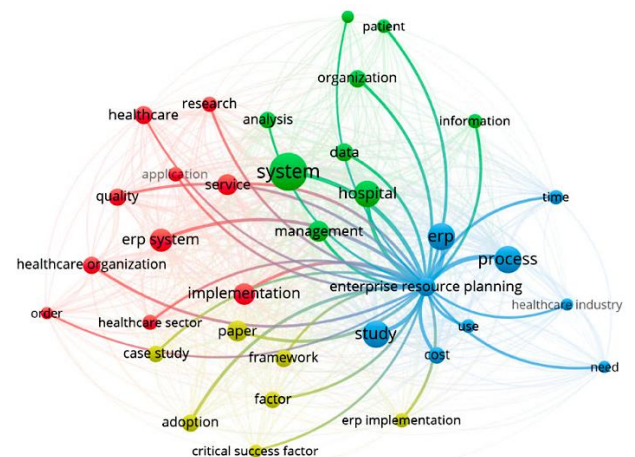 patient
organization
research
healthcare
analysis
information
data
application
system
service
quality
hospital
time
management
erp
erp system
process
healthcare organization
enterprise resource planning
implementation
healthcare industry
order
healthcare sector
paper
study
use
case study
framework
cost
need
factor
adoption
erp implementation
critical success factor